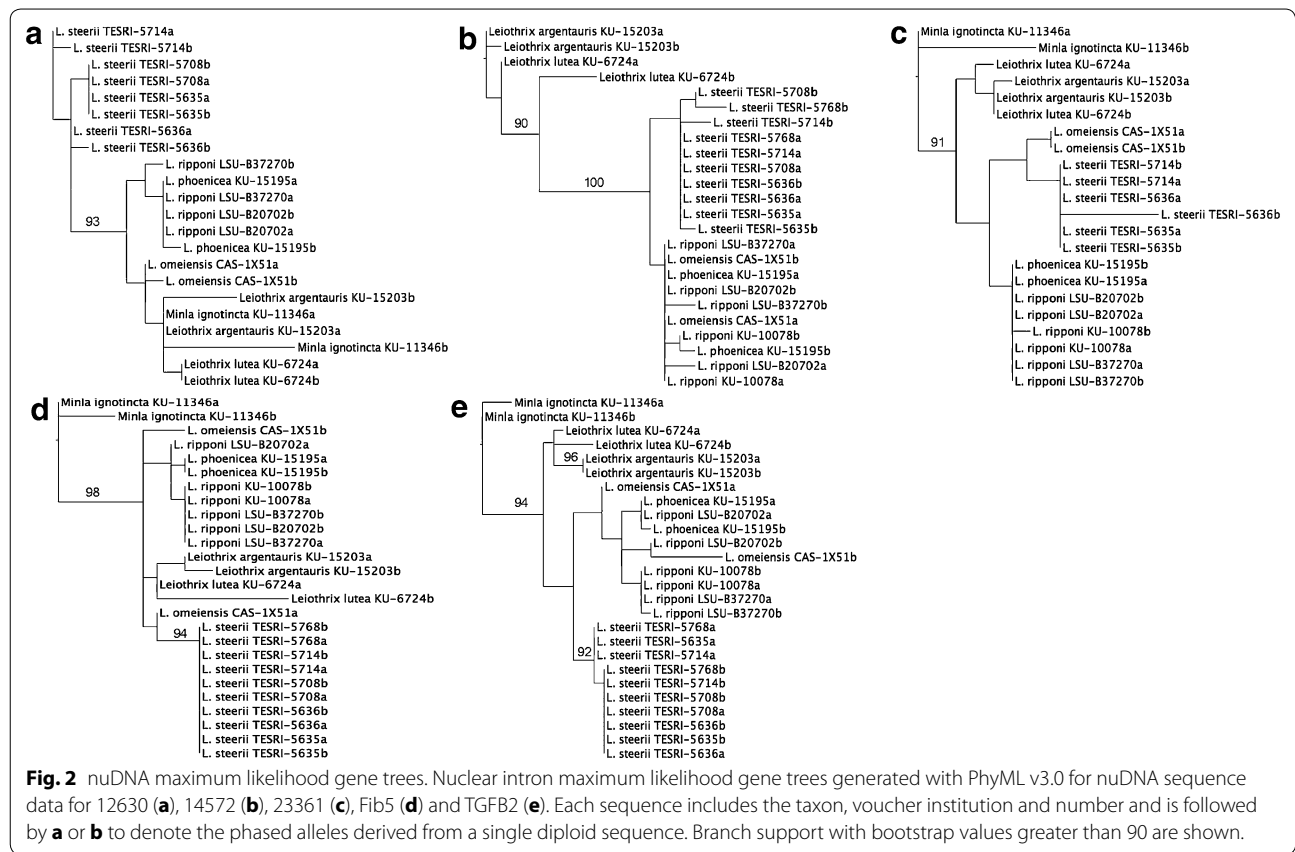 a
L. steerii TESRI-5714a
L. steerii TESRI-5714b
L. steerii TESRI-5708b
L. steerii TESRI-5708a
L. steerii TESRI-5635a
L. steerii TESRI-5635b
L. steerii TESRI-5636a
L. steerii TESRI-5636b
L. ripponi LSU-B37270b
L. phoenicea KU-15195a
L. ripponi LSU-B37270a
93
L. ripponi LSU-B20702b
L. ripponi LSU-B20702a
L. phoenicea KU-15195b
L. omeiensis CAS-1X51a
L. omeiensis CAS-1X51b
Leiothrix argentauris KU-15203b
Minla ignotincta KU-11346a
Leiothrix argentauris KU-15203a
Minla ignotincta KU-11346b
Leiothrix lutea KU-6724a
Leiothrix lutea KU-6724b
b
Leiothrix argentauris KU-15203a
Leiothrix argentauris KU-15203b
Leiothrix lutea KU-6724a
Leiothrix lutea KU-6724b
L. steerii TESRI-5708b
L. steerii TESRI-5768b
90
L. steerii TESRI-5714b
L. steerii TESRI-5768a
L. steerii TESRI-5714a
L. steerii TESRI-5708a
100
L. steerii TESRI-5636b
L. steerii TESRI-5636a
L. steerii TESRI-5635a
L. steerii TESRI-5635b
L. ripponi LSU-B37270a
L. omeiensis CAS-1X51b
L. phoenicea KU-15195a
L. ripponi LSU-B20702b
L. ripponi LSU-B37270b
L. omeiensis CAS-1X51a
L. ripponi KU-10078b
L. phoenicea KU-15195b
L. ripponi LSU-B20702a
L. ripponi KU-10078a
c
Minla ignotincta KU-11346a
Minla ignotincta KU-11346b
Leiothrix lutea KU-6724a
Leiothrix argentauris KU-15203a
Leiothrix argentauris KU-15203b
Leiothrix lutea KU-6724b
L. omeiensis CAS-1X51a
91
L. omeiensis CAS-1X51b
L. steerii TESRI-5714b
L. steerii TESRI-5714a
L. steerii TESRI-5636a
L. steerii TESRI-5636b
L. steerii TESRI-5635a
L. steerii TESRI-5635b
L. phoenicea KU-15195b
L. phoenicea KU-15195a
L. ripponi LSU-B20702b
L. ripponi LSU-B20702a
L. ripponi KU-10078b
L. ripponi KU-10078a
L. ripponi LSU-B37270a
L. ripponi LSU-B37270b
d
Minla ignotincta KU-11346a
Minla ignotincta KU-11346b
L. omeiensis CAS-1X51b
L. ripponi LSU-B20702a
L. phoenicea KU-15195a
L. phoenicea KU-15195b
98
L. ripponi KU-10078b
L. ripponi KU-10078a
L. ripponi LSU-B37270b
L. ripponi LSU-B20702b
L. ripponi LSU-B37270a
Leiothrix argentauris KU-15203a
Leiothrix argentauris KU-15203b
Leiothrix lutea KU-6724a
Leiothrix lutea KU-6724b
L. omeiensis CAS-1X51a
94
L. steerii TESRI-5768b
L. steerii TESRI-5768a
L. steerii TESRI-5714b
L. steerii TESRI-5714a
L. steerii TESRI-5708b
L. steerii TESRI-5708a
L. steerii TESRI-5636b
L. steerii TESRI-5636a
L. steerii TESRI-5635a
L. steerii TESRI-5635b
e
Minla ignotincta KU-11346a
Minla ignotincta KU-11346b
Leiothrix lutea KU-6724a
Leiothrix lutea KU-6724b
96
Leiothrix argentauris KU-15203a
Leiothrix argentauris KU-15203b
L. omeiensis CAS-1X51a
94
L. phoenicea KU-15195a
L. ripponi LSU-B20702a
L. phoenicea KU-15195b
L. ripponi LSU-B20702b
L. omeiensis CAS-1X51b
L. ripponi KU-10078b
L. ripponi KU-10078a
L. ripponi LSU-B37270a
L. ripponi LSU-B37270b
L. steerii TESRI-5768a
L. steerii TESRI-5635a
92
L. steerii TESRI-5714a
L. steerii TESRI-5768b
L. steerii TESRI-5714b
L. steerii TESRI-5708b
L. steerii TESRI-5708a
L. steerii TESRI-5636b
L. steerii TESRI-5635b
L. steerii TESRI-5636a
Fig. 2 nuDNA maximum likelihood gene trees. Nuclear intron maximum likelihood gene trees generated with PhyML v3.0 for nuDNA sequence
data for 12630 (a), 14572 (b), 23361 (c), Fib5 (d) and TGFB2 (e). Each sequence includes the taxon, voucher institution and number and is followed
by a or b to denote the phased alleles derived from a single diploid sequence. Branch support with bootstrap values greater than 90 are shown.